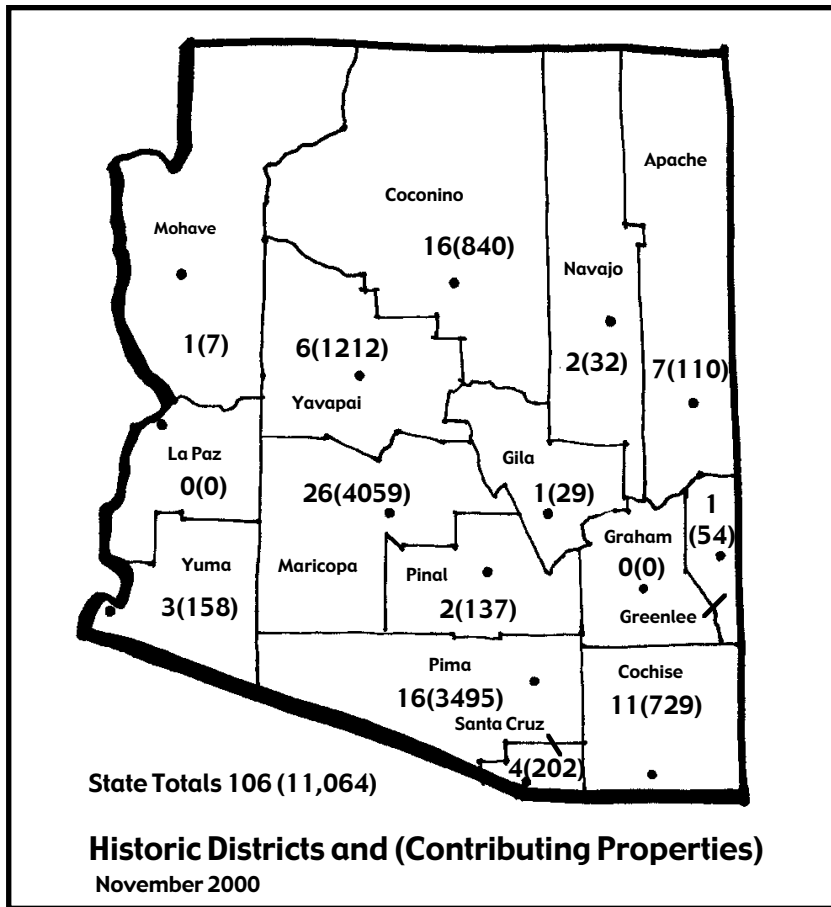 Apache
Coconino
Mohave
16(840)
Navajo
1(7)
6(1212)
2(32)
7(110)
Yavapai
La Paz
0(0)
Gila
26(4059)
1(29)
1
(54)
Graham
0(0)
Yuma
Maricopa
Pinal
3(158)
2(137)
Greenlee
Pima
16(3495)
Cochise
11(729)
Santa Cruz
4(202)
State Totals 106 (11,064)
Historic Districts and (Contributing Properties)
November 2000